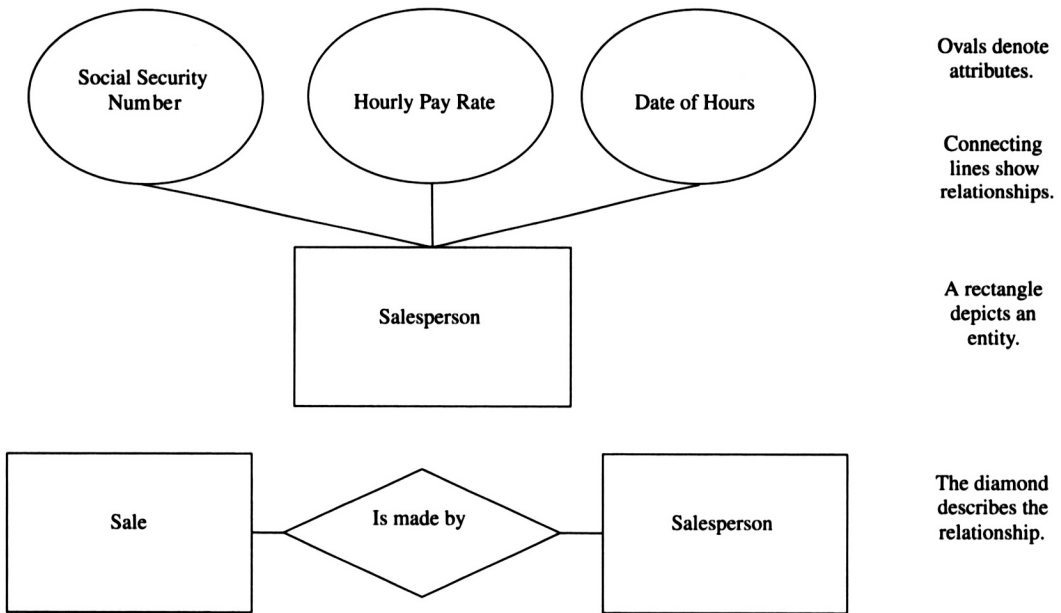 Social Security
Number
Hourly Pay Rate
Date of Hours
Ovals denote
attributes.
Connecting
lines show
relationships.
Salesperson
A rectangle
depicts an
entity.
Sale
Is made by
Salesperson
The diamond
describes the
relationship.